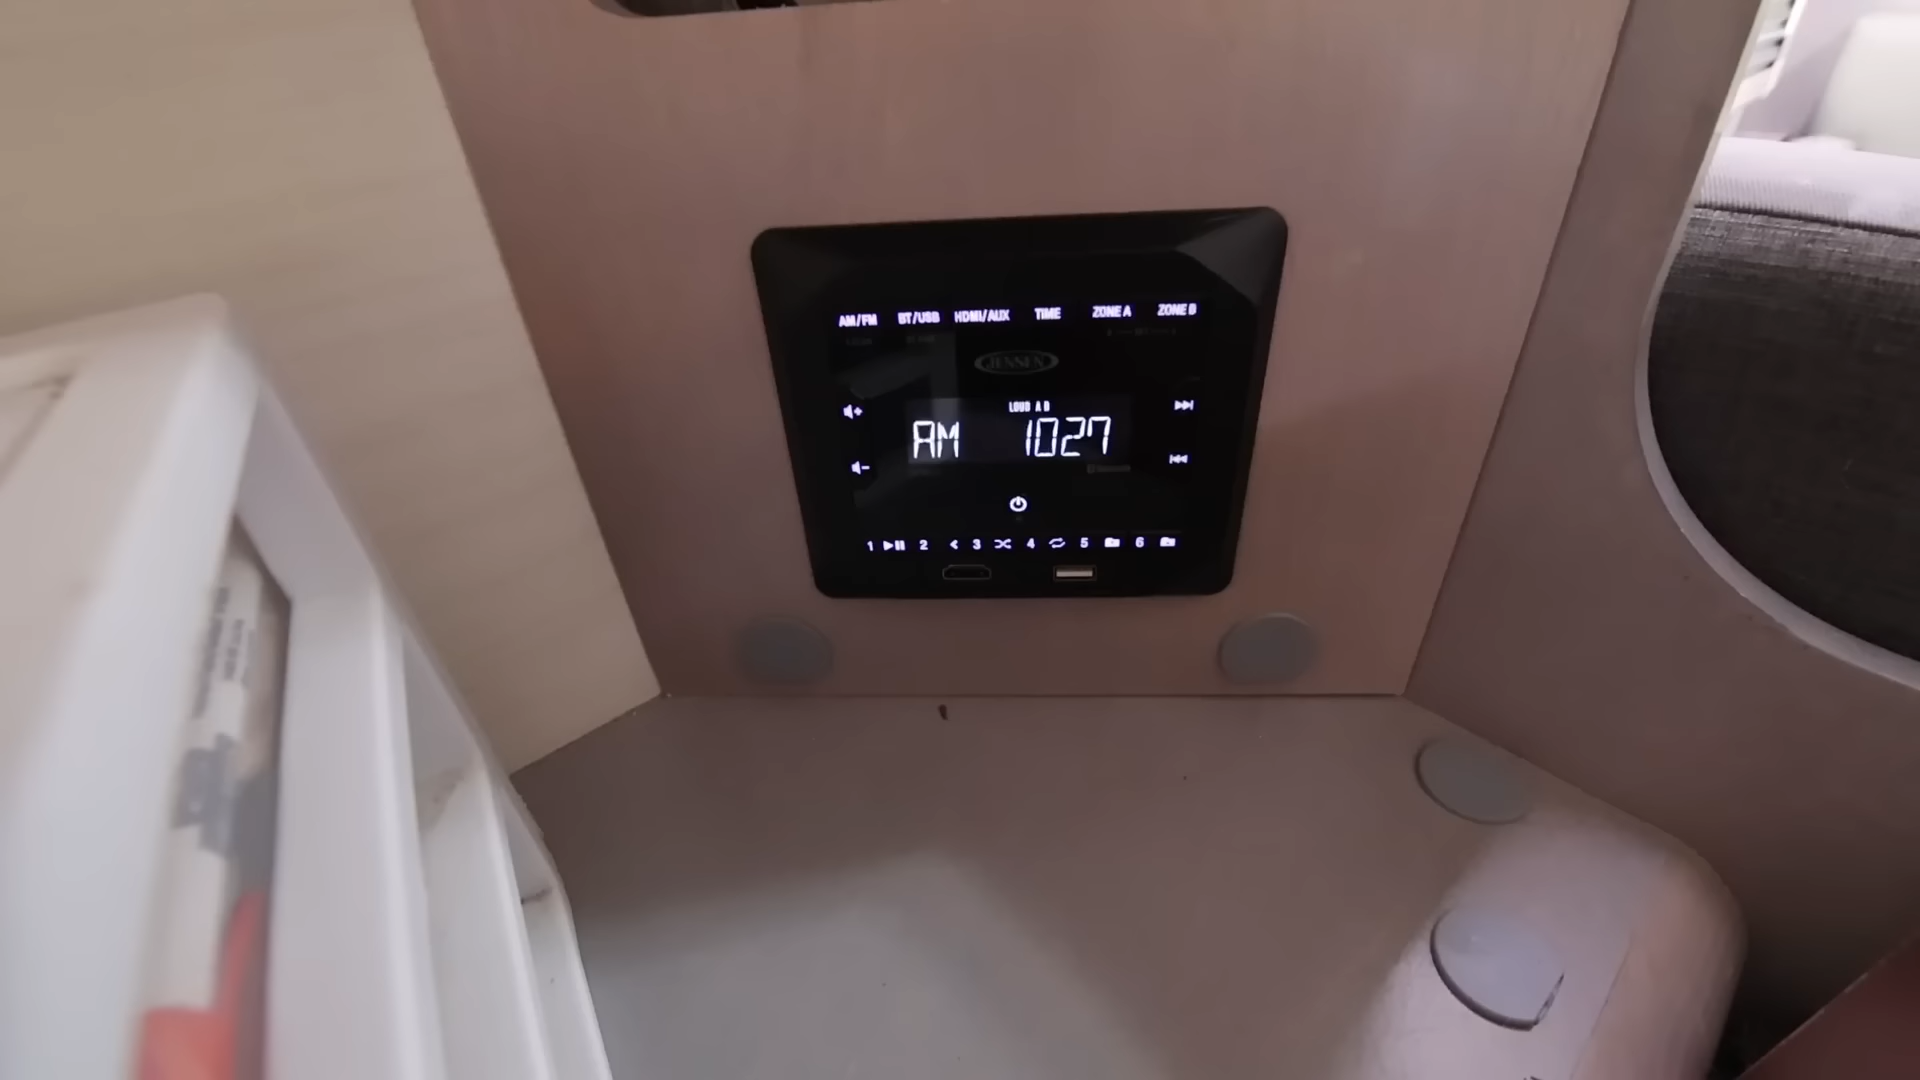 AM/FM BT/USB HDMI/AUX TIME ZONE A ZONE B
JENSEN
LOUD A B
AM 1027
1 2 3 4 5 6